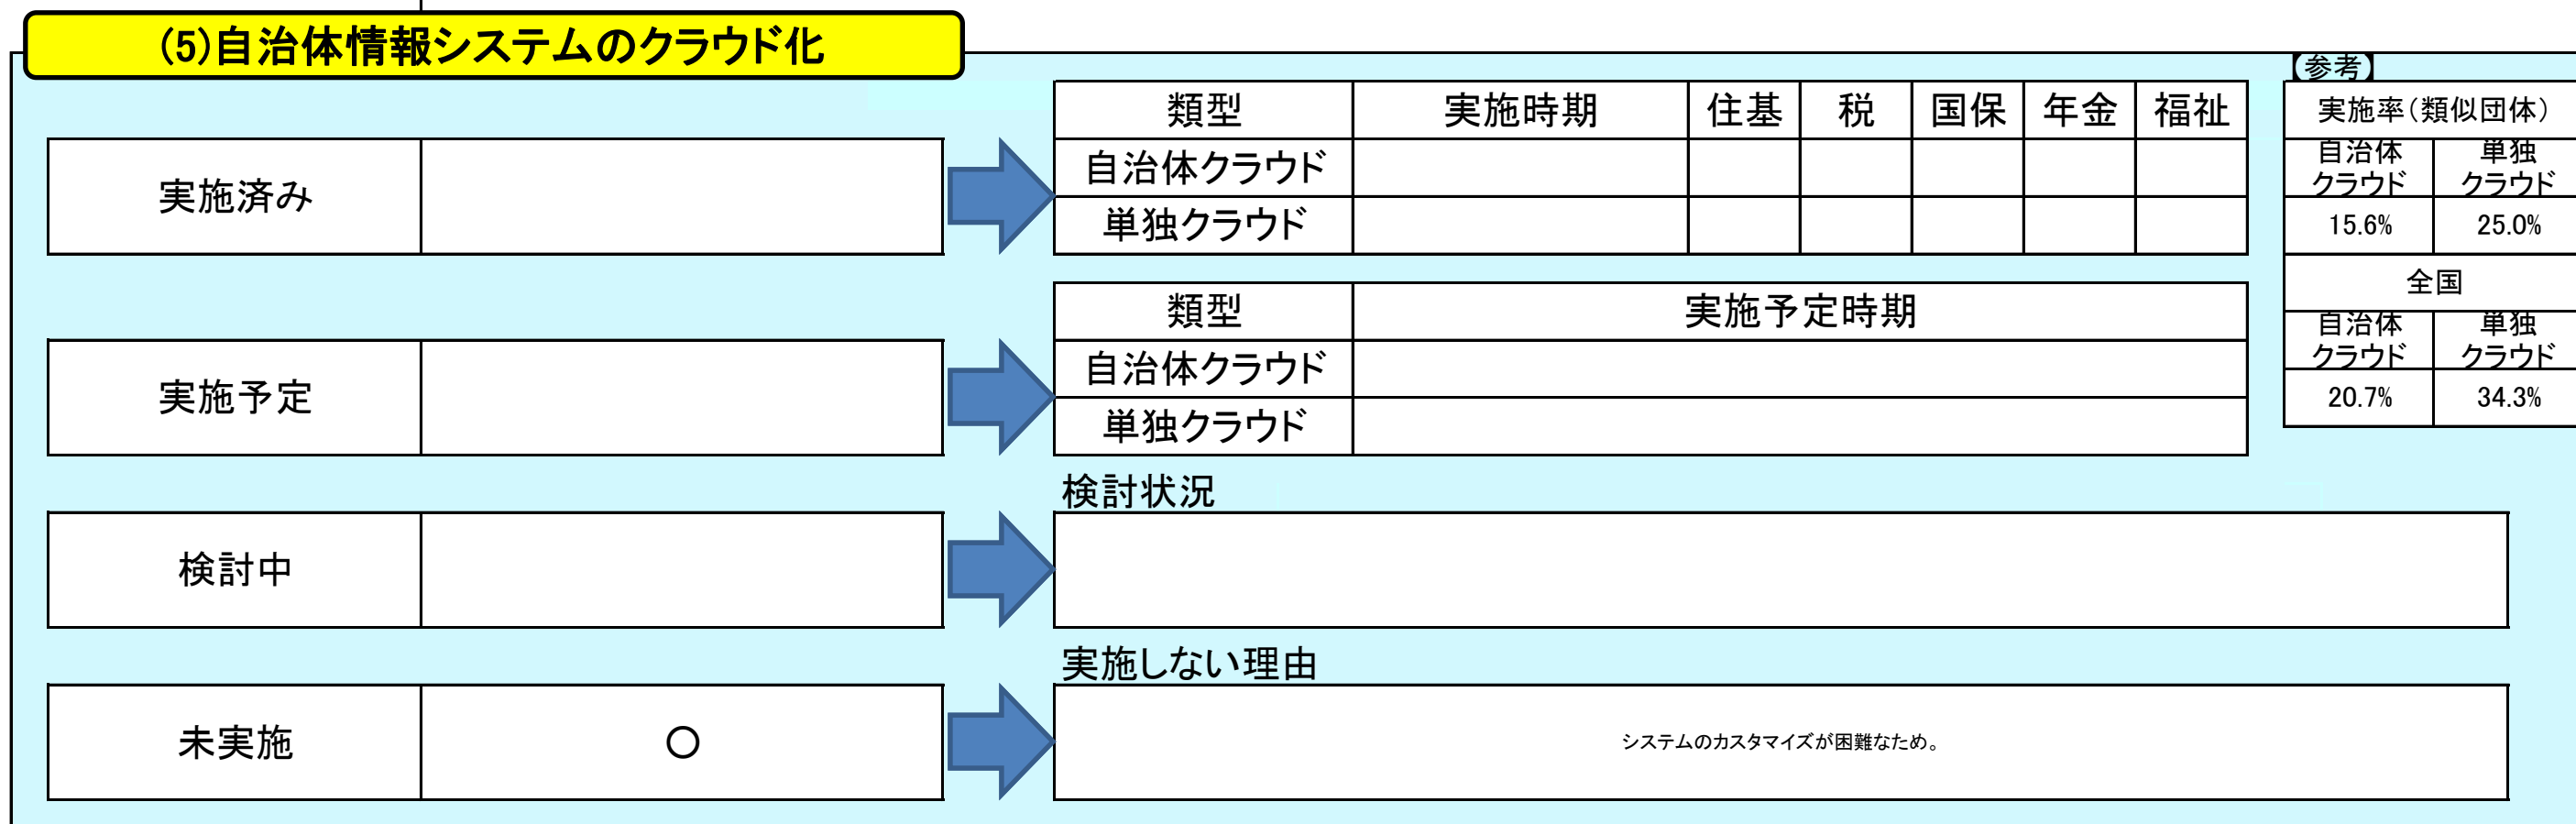 (5)自治体情報システムのクラウド化
【参考】
類型 実施時期 住基 税 国保 年金 福祉
実施率(類似団体)
実施済み
自治体クラウド
単独クラウド
自治体
クラウド
単独
クラウド
15.6% 25.0%
全国
類型 実施予定時期
実施予定
自治体クラウド
単独クラウド
自治体
クラウド
単独
クラウド
20.7% 34.3%
検討状況
検討中
実施しない理由
未実施 ○
システムのカスタマイズが困難なため。